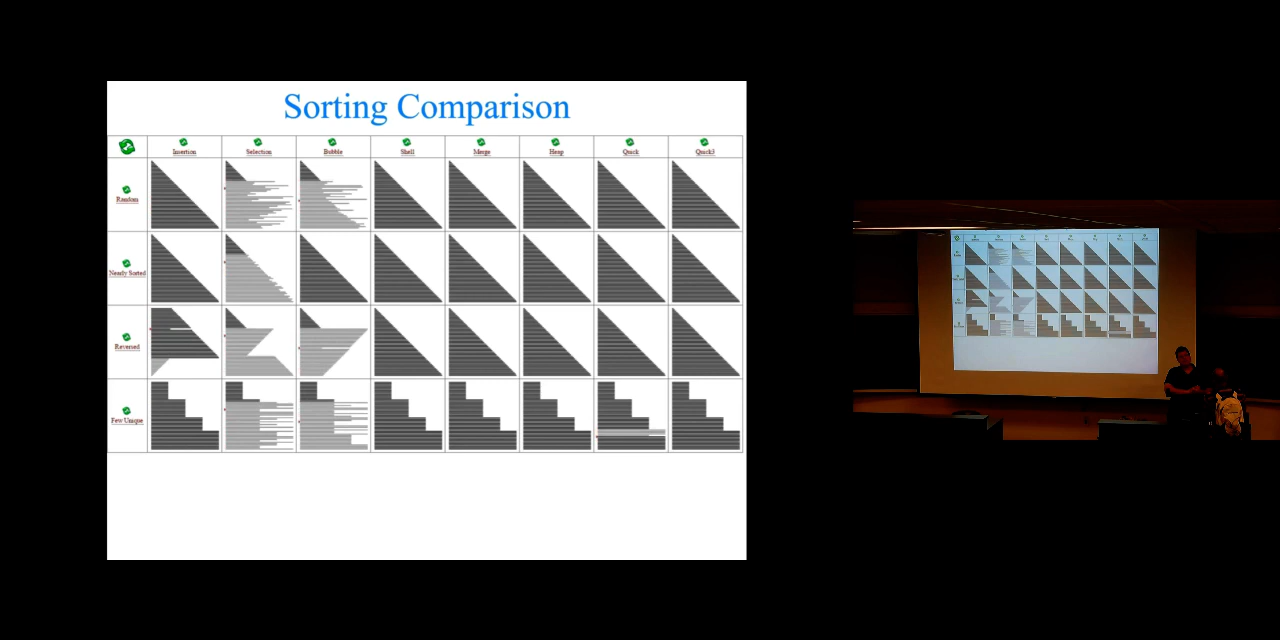 Sorting Comparison
Insertion Selection Bubble Shell Merge Heap Quick Quick3
Random
Nearly Sorted
Reversed
Few Unique